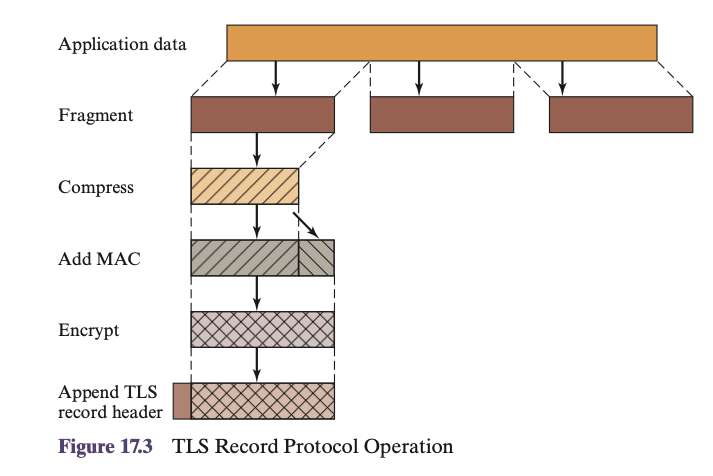 Application data
Fragment
Compress
Add MAC
Encrypt
Append TLS
record header
Figure 17.3 TLS Record Protocol Operation